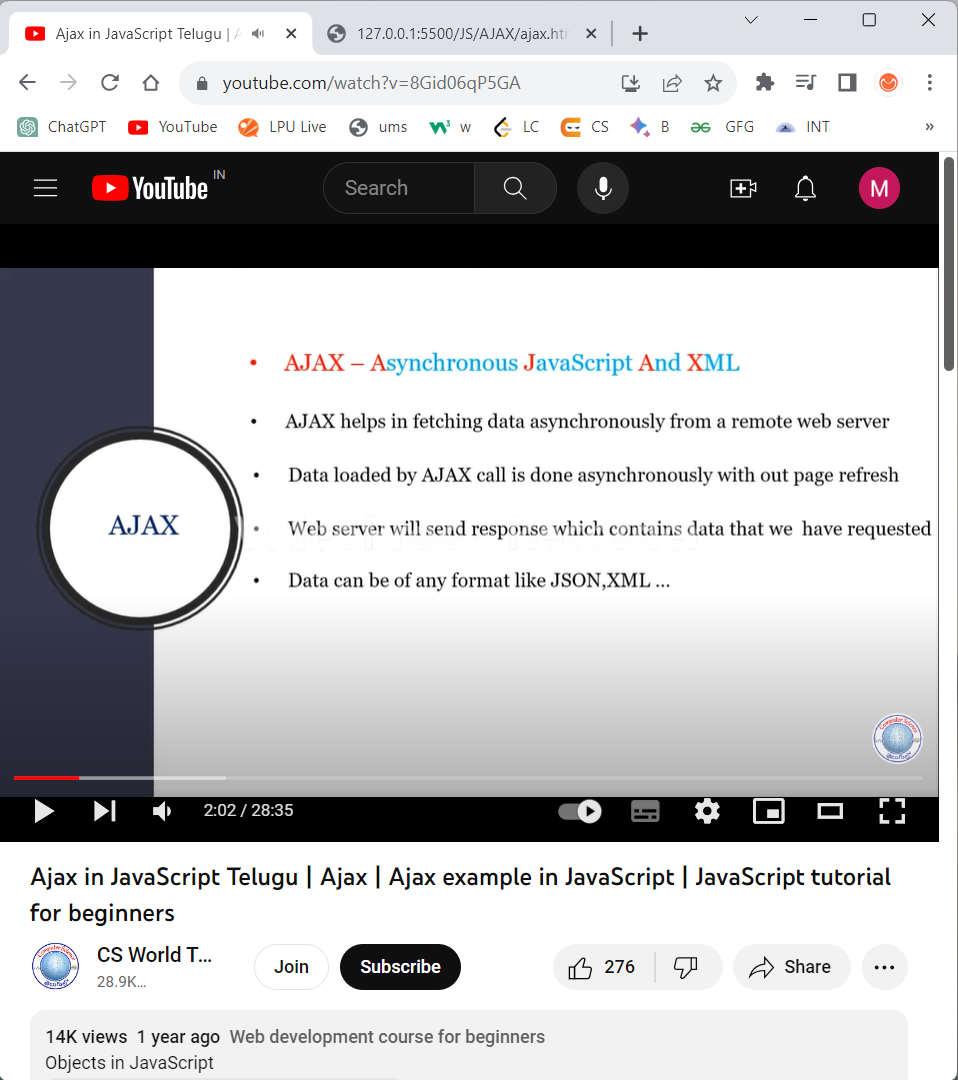 Ajax in JavaScript Telugu | A
127.0.0.1:5500/JS/AJAX/ajax.htm
youtube.com/watch?v=8Gid06qP5GA
ChatGPT YouTube LPU Live ums w LC CS B GFG INT »
YouTube IN Search M
• AJAX – Asynchronous JavaScript And XML
• AJAX helps in fetching data asynchronously from a remote web server
• Data loaded by AJAX call is done asynchronously with out page refresh
AJAX
• Web server will send response which contains data that we have requested
• Data can be of any format like JSON,XML ...
2:02 / 28:35
Ajax in JavaScript Telugu | Ajax | Ajax example in JavaScript | JavaScript tutorial
for beginners
CS World T...
28.9K...
Join Subscribe 276 Share
14K views 1 year ago Web development course for beginners
Objects in JavaScript